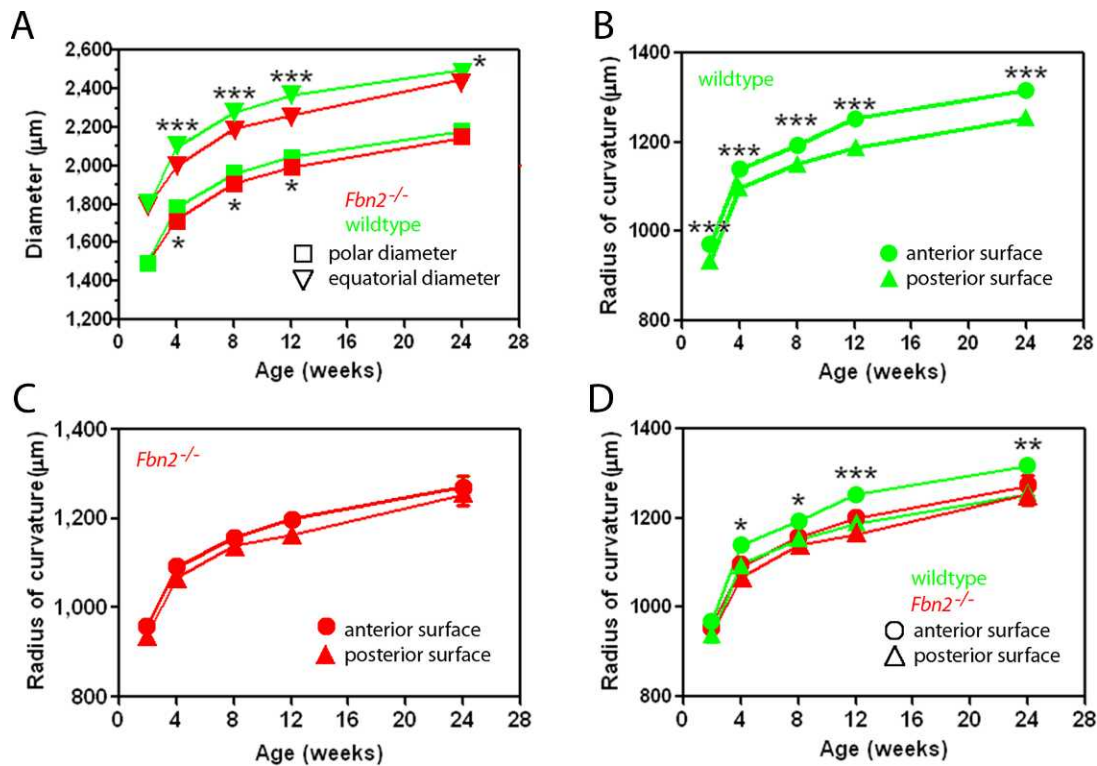 A
Diameter (μm)
2,600
2,400
2,200
2,000
1,800
1,600
1,400
1,200
***
***
***
*
*
*
*
Fbn2-/-
wildtype
polar diameter
equatorial diameter
0 4 8 12 16 20 24 28
Age (weeks)
B
Radius of curvature (μm)
1400
1200
1000
800
wildtype
***
***
***
***
***
anterior surface
posterior surface
0 4 8 12 16 20 24 28
Age (weeks)
C
Radius of curvature (μm)
1,400
1,200
1,000
800
Fbn2-/-
anterior surface
posterior surface
0 4 8 12 16 20 24 28
Age (weeks)
D
Radius of curvature (μm)
1400
1200
1000
800
*
*
***
**
wildtype
Fbn2-/-
anterior surface
posterior surface
0 4 8 12 16 20 24 28
Age (weeks)